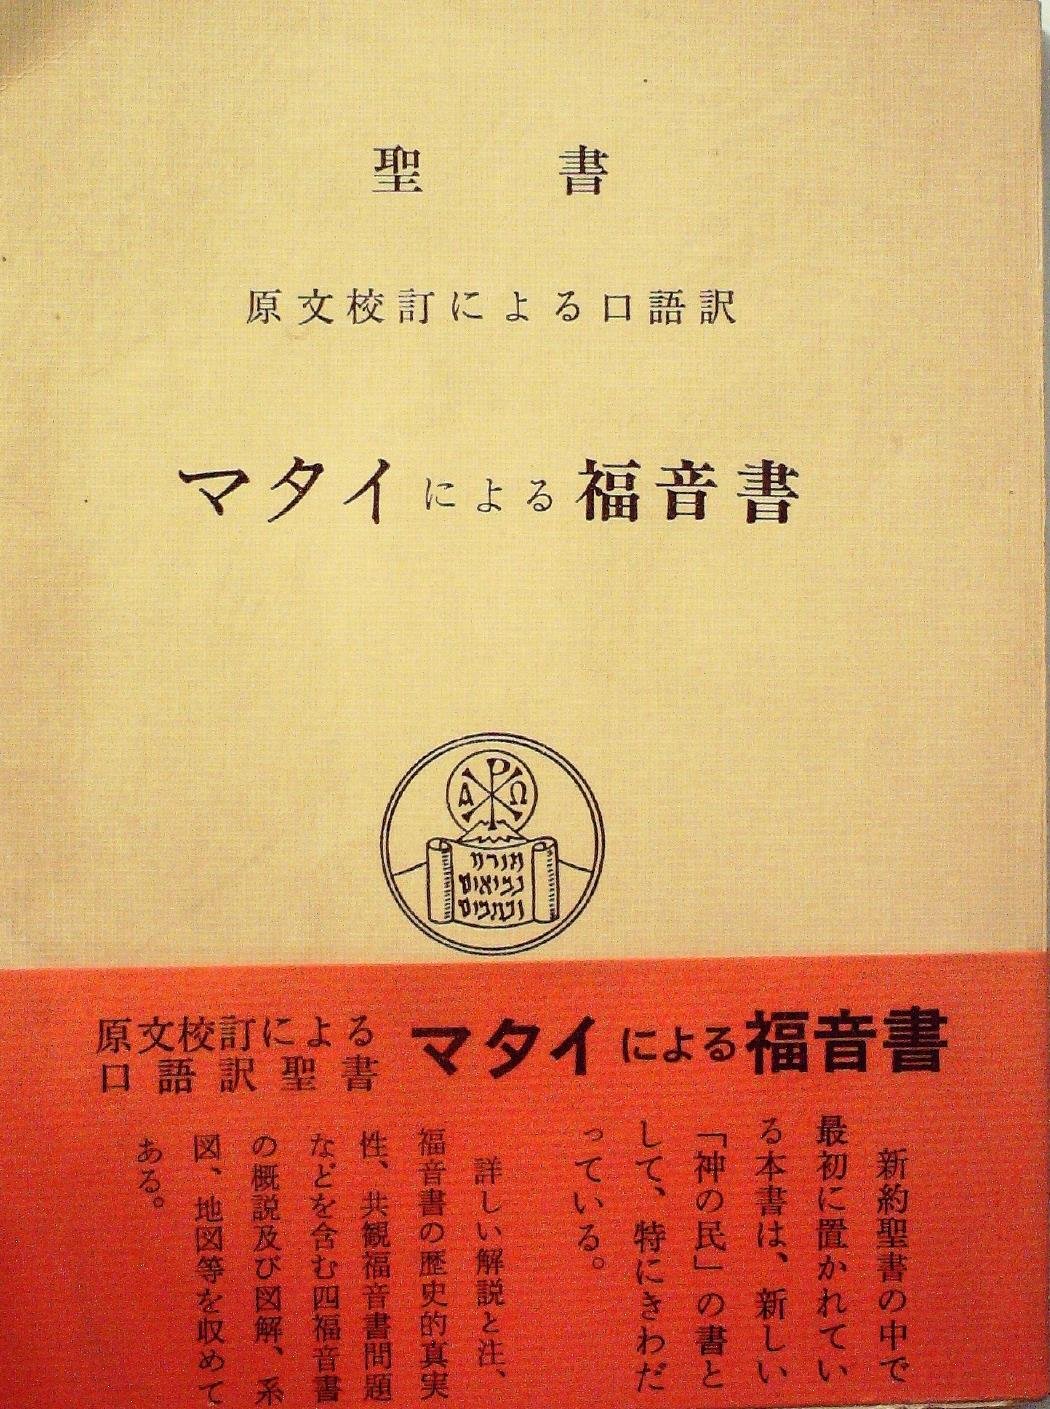 聖書
原文校訂による口語訳
マタイによる福音書
Α Ρ Ω
תורה
נביאים
וכתובים
原文校訂による
口語訳聖書
マタイによる福音書
新約聖書の中で
最初に置かれてい
る本書は、新しい
「神の民」の書と
して、特にきわだ
っている。
詳しい解説と注、
福音書の歴史的真実
性、共観福音書問題
などを含む四福音書
の概説及び図解、系
図、地図等を収めて
ある。